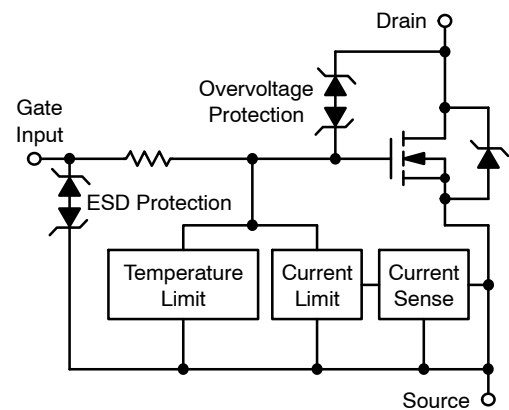 Drain
Overvoltage
Protection
Gate
Input
ESD Protection
Temperature
Limit
Current
Limit
Current
Sense
Source